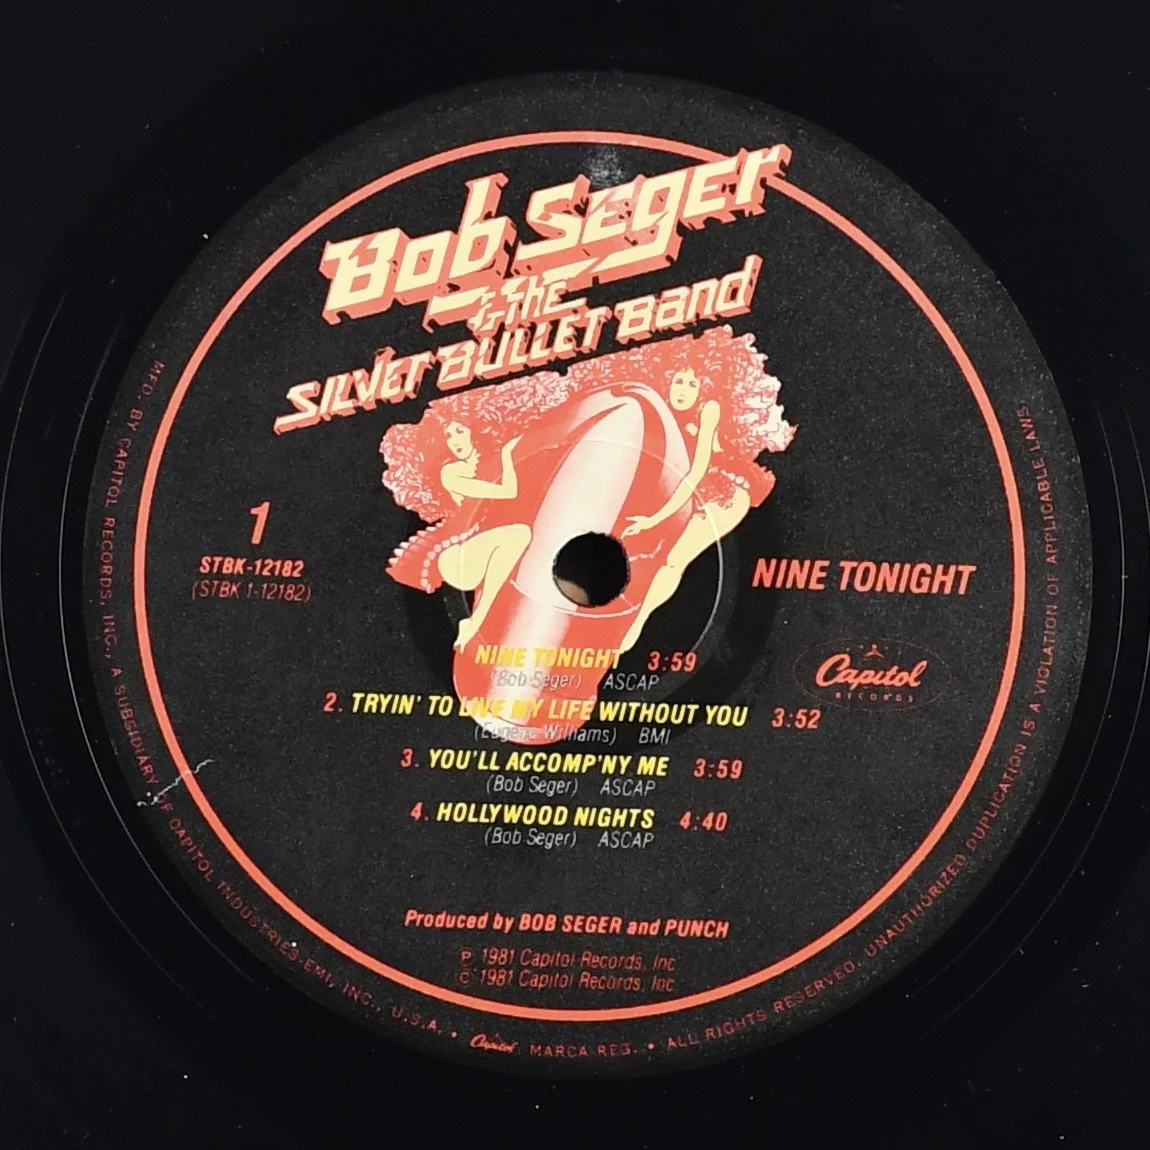 Bob Seger
& The
SILVER BULLET Band
1
STBK-12182
(STBK 1-12182)
NINE TONIGHT
Capitol
RECORDS
NINE TONIGHT 3:59
(Bob Seger) ASCAP
2. TRYIN' TO LIVE MY LIFE WITHOUT YOU 3:52
(Eugene Williams) BMI
3. YOU'LL ACCOMP'NY ME 3:59
(Bob Seger) ASCAP
4. HOLLYWOOD NIGHTS 4:40
(Bob Seger) ASCAP
Produced by BOB SEGER and PUNCH
℗ 1981 Capitol Records, Inc.
© 1981 Capitol Records, Inc.
MFD. BY CAPITOL RECORDS, INC., A SUBSIDIARY OF CAPITOL INDUSTRIES-EMI, INC., U.S.A. • Capitol MARCA REG. • ALL RIGHTS RESERVED. UNAUTHORIZED DUPLICATION IS A VIOLATION OF APPLICABLE LAWS.